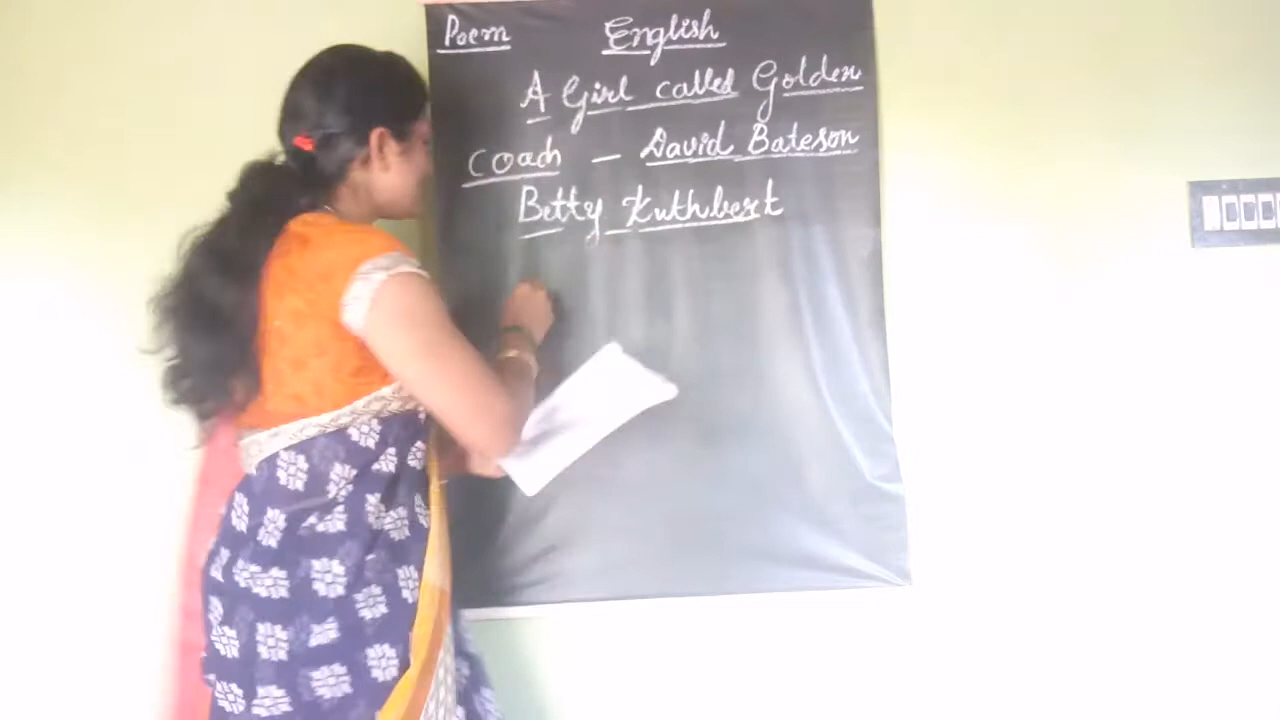 Poem English
A Girl called Golden
Coach - David Bateson
Betty Kuthbert